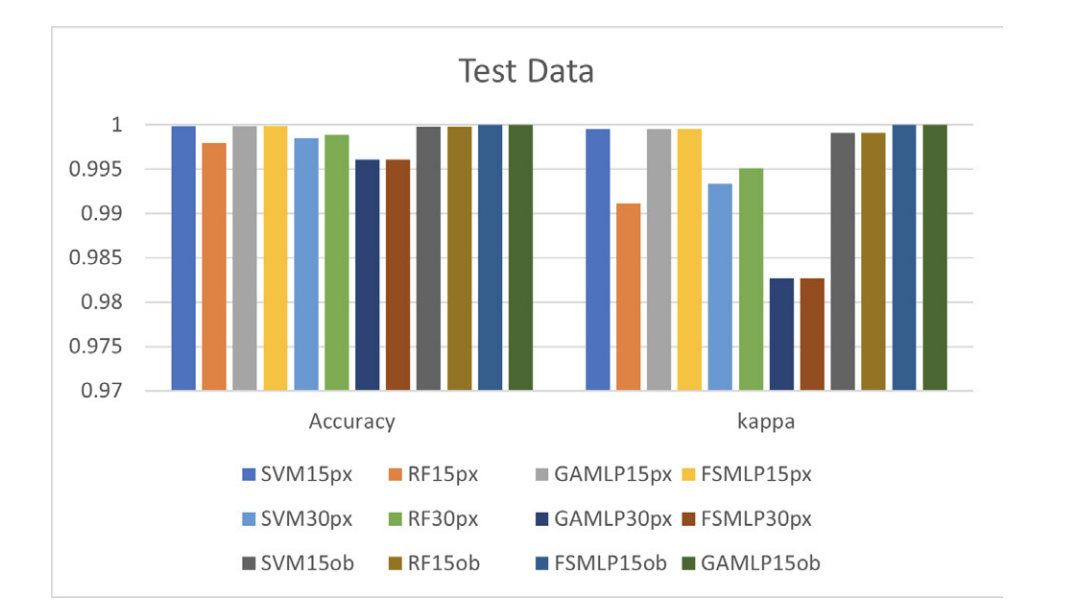 Test Data
1
0.995
0.99
0.985
0.98
0.975
0.97
Accuracy kappa
SVM15px RF15px GAMLP15px FSMLP15px
SVM30px RF30px GAMLP30px FSMLP30px
SVM15ob RF15ob FSMLP15ob GAMLP15ob